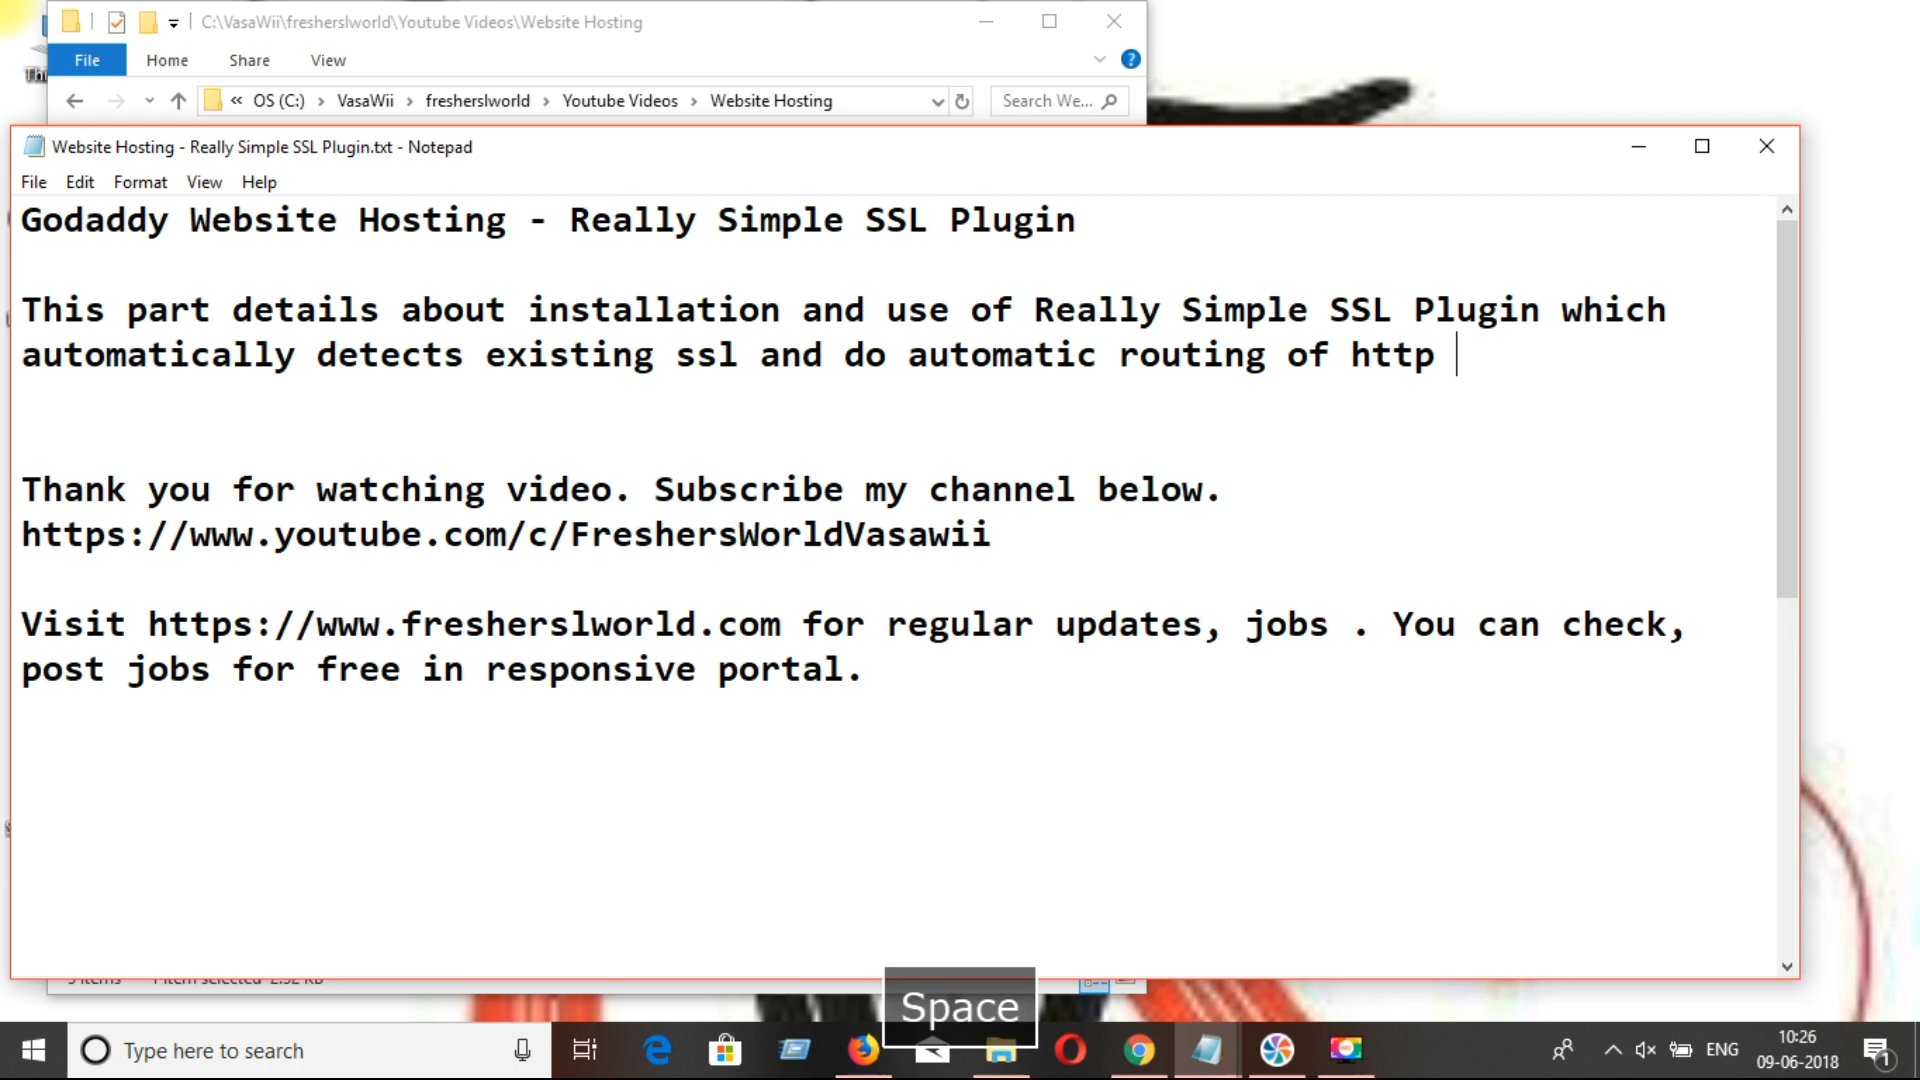 C:\VasaWii\fresherslworld\Youtube Videos\Website Hosting
File Home Share View
« OS (C:) › VasaWii › fresherslworld › Youtube Videos › Website Hosting
Search We...
Website Hosting - Really Simple SSL Plugin.txt - Notepad
File Edit Format View Help
Godaddy Website Hosting - Really Simple SSL Plugin
This part details about installation and use of Really Simple SSL Plugin which
automatically detects existing ssl and do automatic routing of http
Thank you for watching video. Subscribe my channel below.
https://www.youtube.com/c/FreshersWorldVasawii
Visit https://www.fresherslworld.com for regular updates, jobs . You can check,
post jobs for free in responsive portal.
Space
Type here to search
ENG
10:26
09-06-2018
1